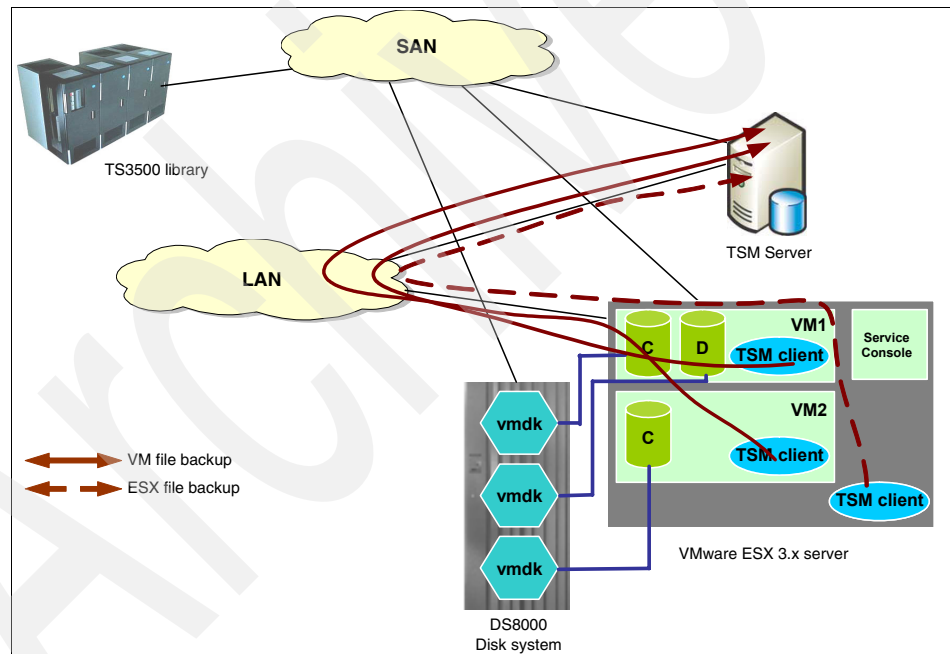 SAN
TS3500 library
TSM Server
LAN
VM1
C
D
TSM client
Service
Console
VM2
C
TSM client
TSM client
VM file backup
ESX file backup
vmdk
vmdk
vmdk
VMware ESX 3.x server
DS8000
Disk system
Archive